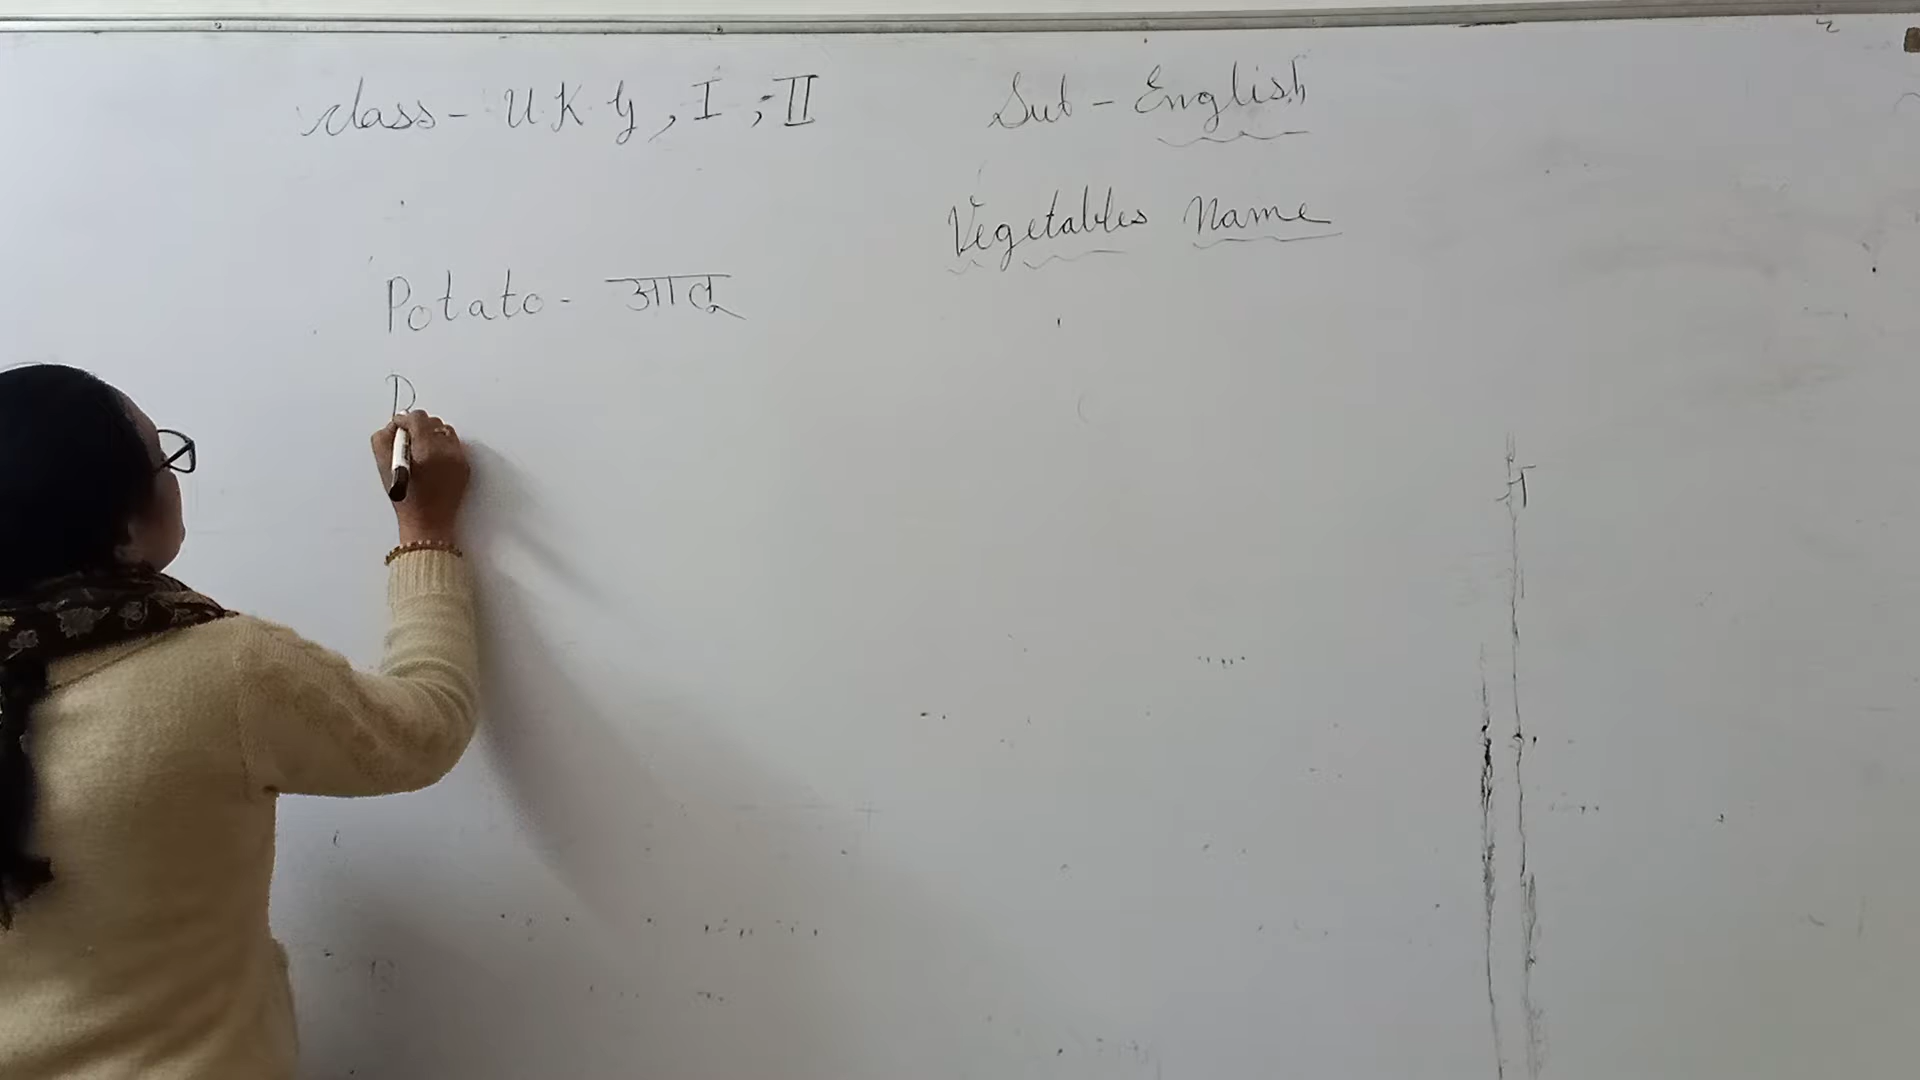 Class - U K G, I, II
Sub - English
Vegetables Name
Potato - आलू